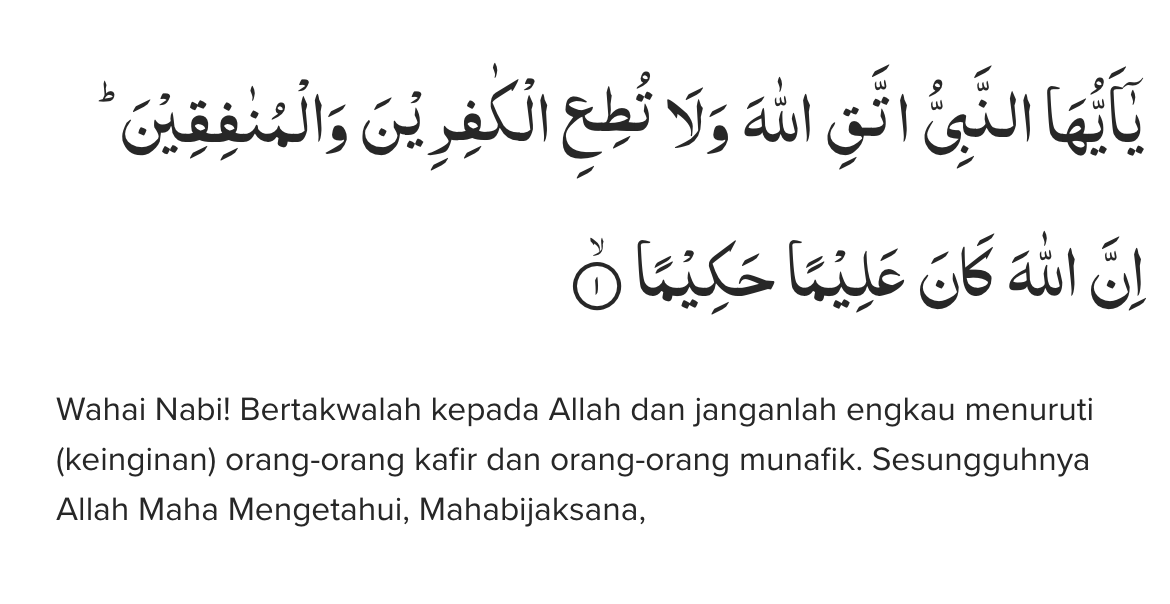 يٰٓاَيُّهَا النَّبِيُّ اتَّقِ اللّٰهَ وَلَا تُطِعِ الْكٰفِرِيْنَ وَالْمُنٰفِقِيْنَ ۗ
اِنَّ اللّٰهَ كَانَ عَلِيْمًا حَكِيْمًاۙ ١
Wahai Nabi! Bertakwalah kepada Allah dan janganlah engkau menuruti
(keinginan) orang-orang kafir dan orang-orang munafik. Sesungguhnya
Allah Maha Mengetahui, Mahabijaksana,